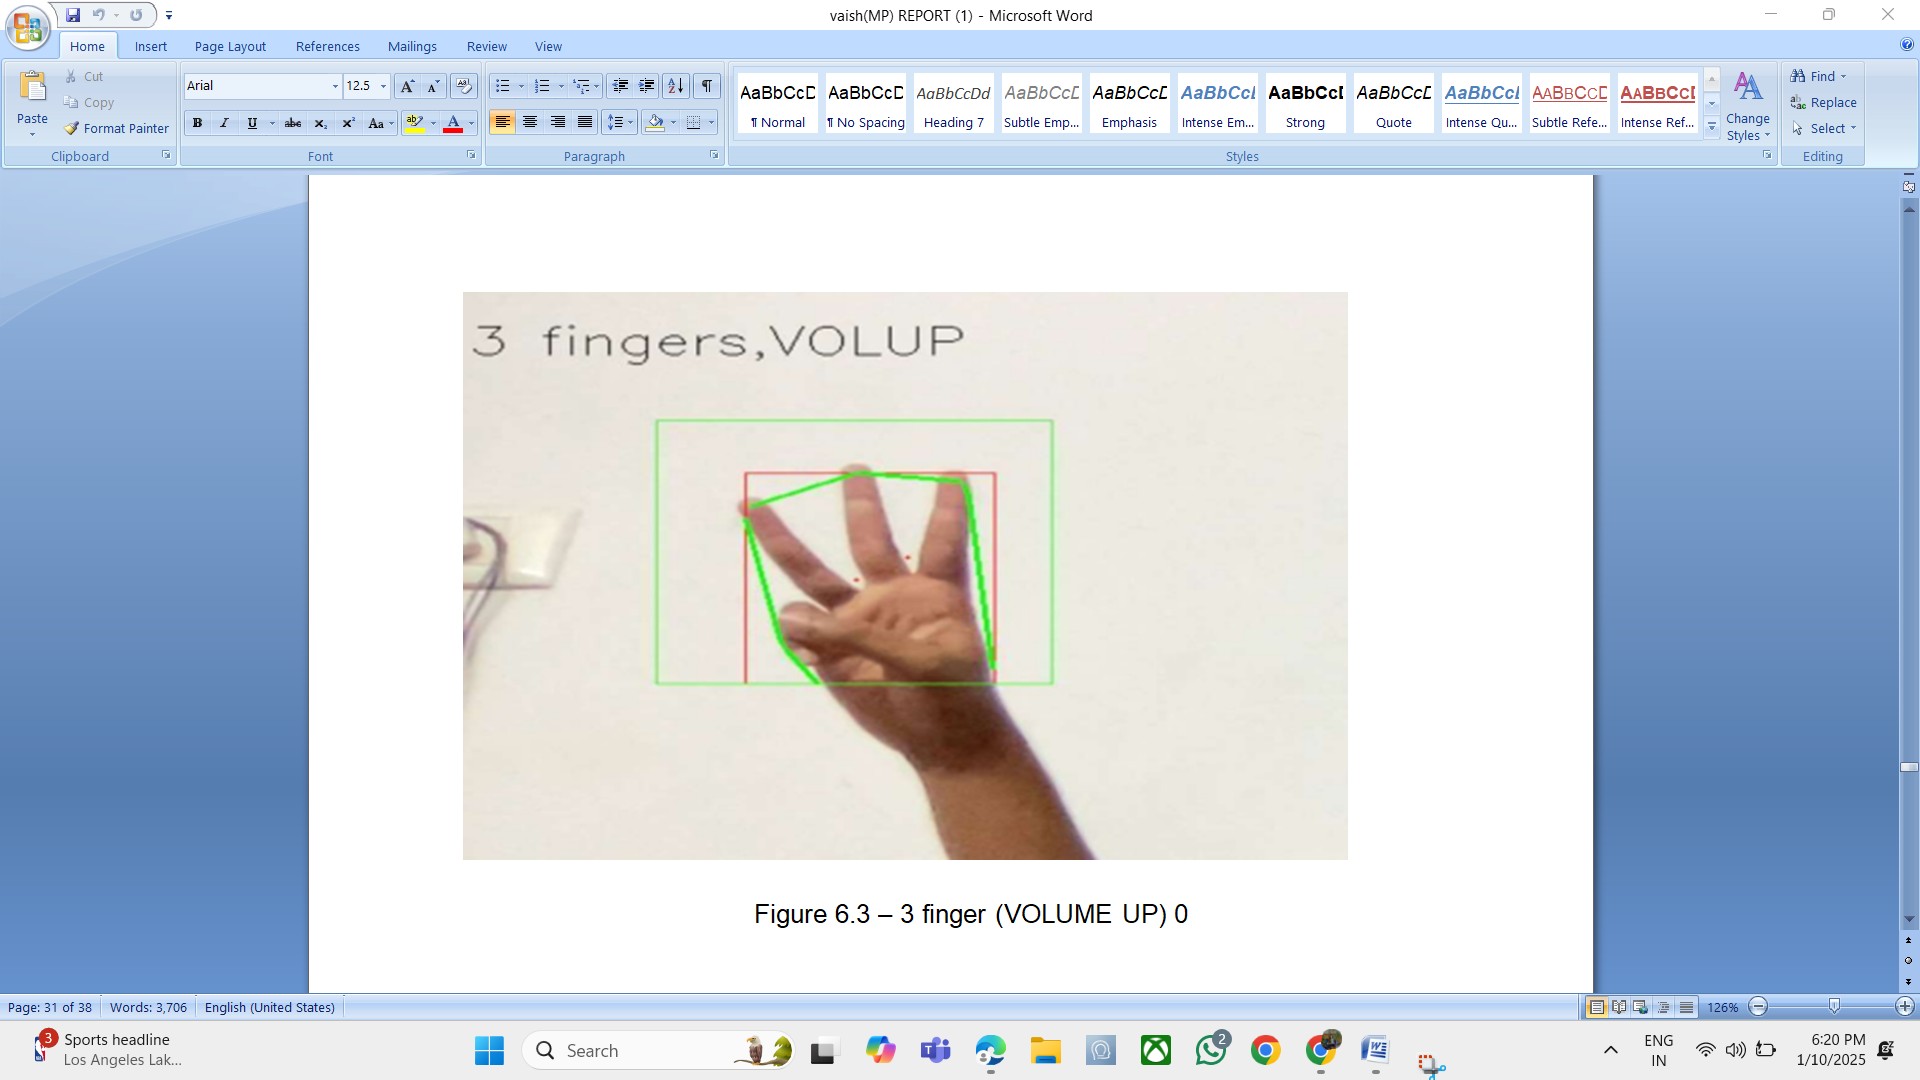 vaish(MP) REPORT (1) - Microsoft Word
Home Insert Page Layout References Mailings Review View
Paste
Cut
Copy
Format Painter
Clipboard
Arial 12.5
B I U abc X₂ X² Aa
Font
Paragraph
AaBbCcD AaBbCcD AaBbCcDd AaBbCcD AaBbCcD AaBbCcI AaBbCcI AaBbCcD AaBbCcI AABBCCD AABBCCI
¶ Normal ¶ No Spacing Heading 7 Subtle Emp... Emphasis Intense Em... Strong Quote Intense Qu... Subtle Refe... Intense Ref...
Change
Styles
Styles
Find
Replace
Select
Editing
3 fingers,VOLUP
Figure 6.3 – 3 finger (VOLUME UP) 0
Page: 31 of 38 Words: 3,706 English (United States) 126%
3
Sports headline
Los Angeles Lak...
Search
2
ENG
IN
6:20 PM
1/10/2025